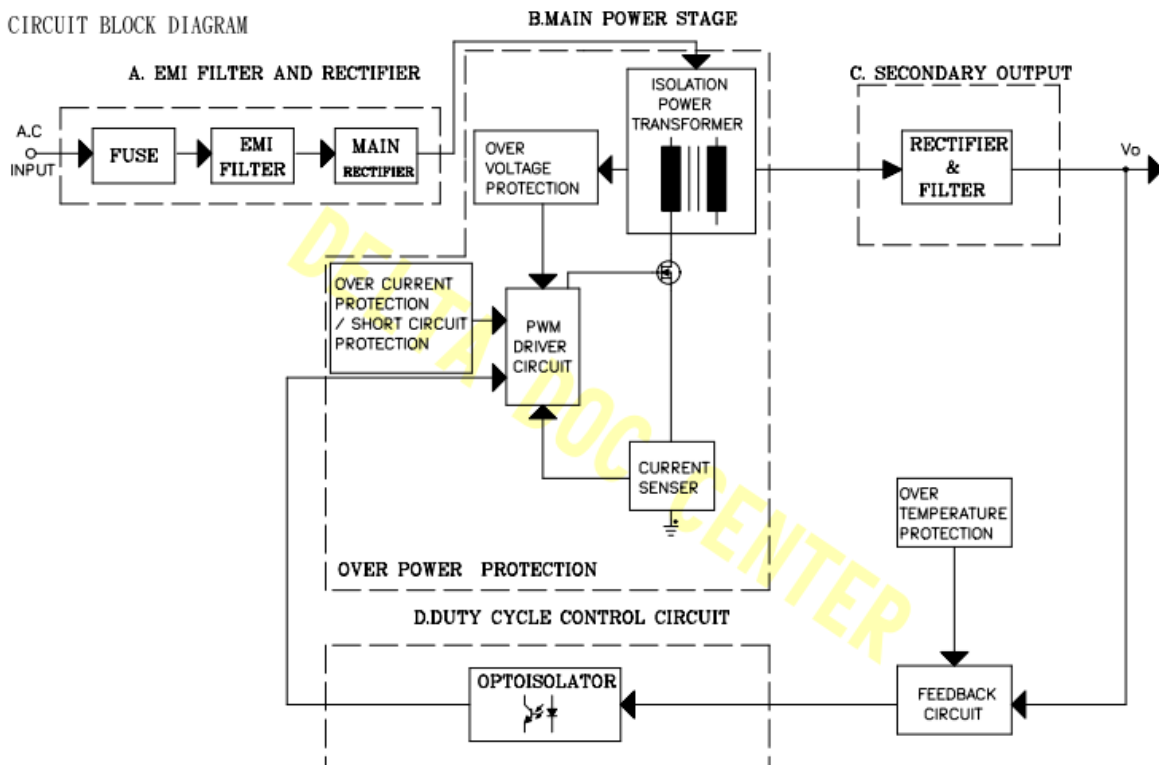 CIRCUIT BLOCK DIAGRAM
B.MAIN POWER STAGE
A. EMI FILTER AND RECTIFIER
C. SECONDARY OUTPUT
A.C
INPUT
FUSE
EMI
FILTER
MAIN
RECTIFIER
OVER
VOLTAGE
PROTECTION
ISOLATION
POWER
TRANSFORMER
RECTIFIER
&
FILTER
Vo
OVER CURRENT
PROTECTION
/ SHORT CIRCUIT
PROTECTION
PWM
DRIVER
CIRCUIT
CURRENT
SENSER
OVER
TEMPERATURE
PROTECTION
OVER POWER PROTECTION
D.DUTY CYCLE CONTROL CIRCUIT
OPTOISOLATOR
FEEDBACK
CIRCUIT
DELTA DOC CENTER